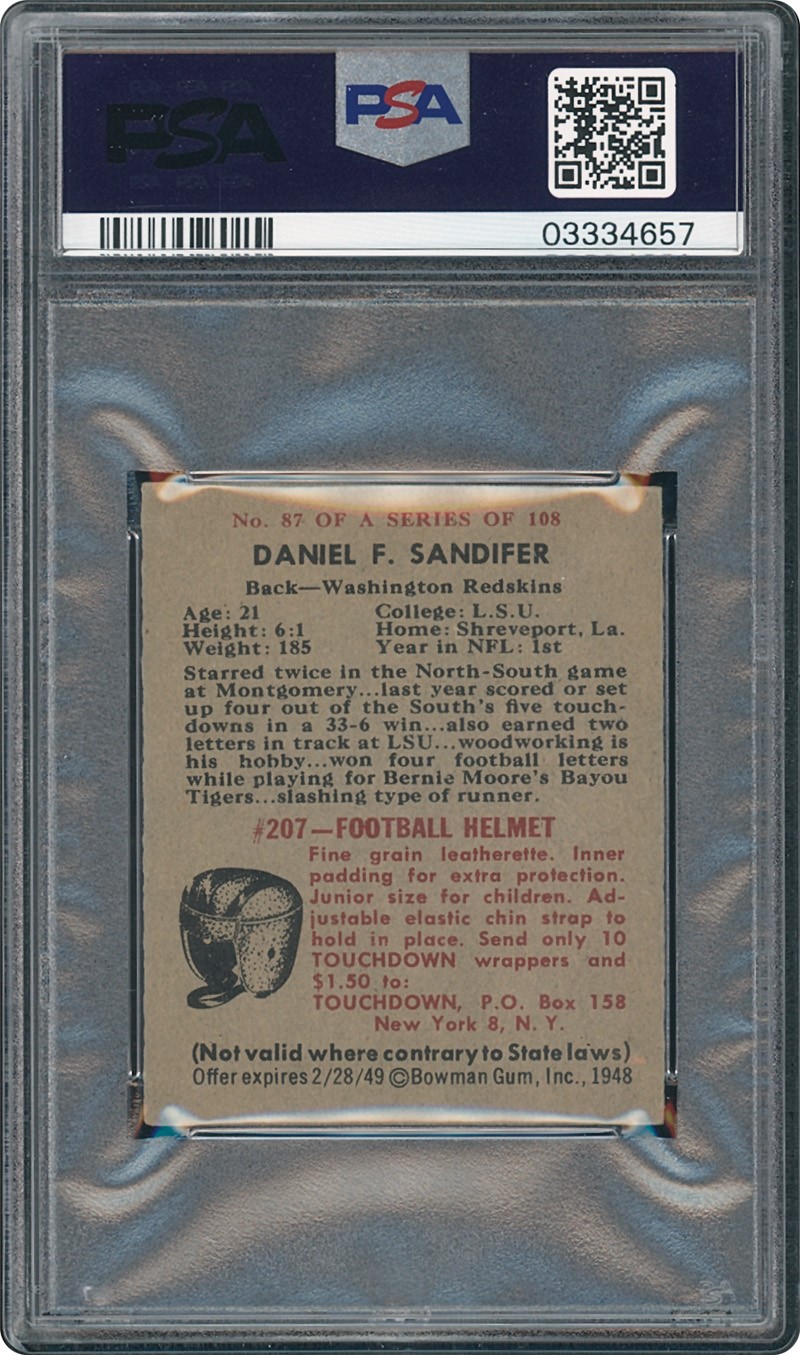 PSA
PSA
03334657
No. 87 OF A SERIES OF 108
DANIEL F. SANDIFER
Back—Washington Redskins
Age: 21 College: L.S.U.
Height: 6:1 Home: Shreveport, La.
Weight: 185 Year in NFL: 1st
Starred twice in the North-South game
at Montgomery...last year scored or set
up four out of the South's five touch-
downs in a 33-6 win...also earned two
letters in track at LSU...woodworking is
his hobby...won four football letters
while playing for Bernie Moore's Bayou
Tigers...slashing type of runner.
#207—FOOTBALL HELMET
Fine grain leatherette. Inner
padding for extra protection.
Junior size for children. Ad-
justable elastic chin strap to
hold in place. Send only 10
TOUCHDOWN wrappers and
$1.50 to:
TOUCHDOWN, P.O. Box 158
New York 8, N. Y.
(Not valid where contrary to State laws)
Offer expires 2/28/49 ©Bowman Gum, Inc., 1948